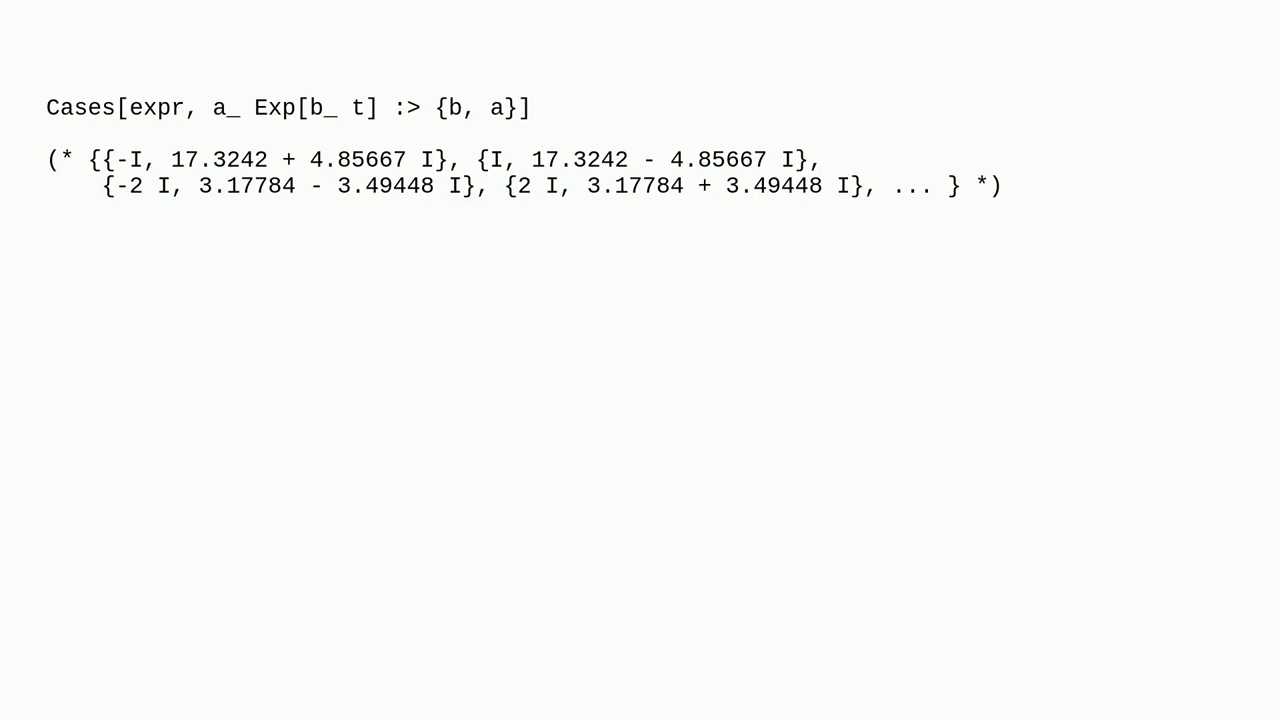 Cases[expr, a_ Exp[b_ t] :> {b, a}]
(* {{-I, 17.3242 + 4.85667 I}, {I, 17.3242 - 4.85667 I},
{-2 I, 3.17784 - 3.49448 I}, {2 I, 3.17784 + 3.49448 I}, ... } *)